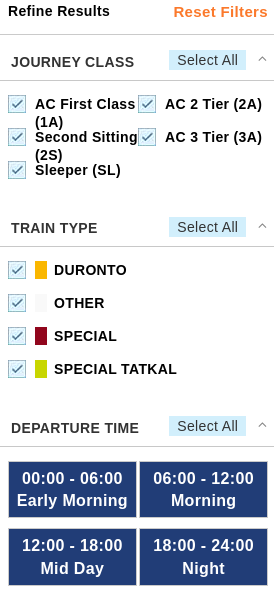 Refine Results Reset Filters
JOURNEY CLASS Select All
AC First Class (1A) AC 2 Tier (2A)
Second Sitting (2S) AC 3 Tier (3A)
Sleeper (SL)
TRAIN TYPE Select All
DURONTO
OTHER
SPECIAL
SPECIAL TATKAL
DEPARTURE TIME Select All
00:00 - 06:00 06:00 - 12:00
Early Morning Morning
12:00 - 18:00 18:00 - 24:00
Mid Day Night